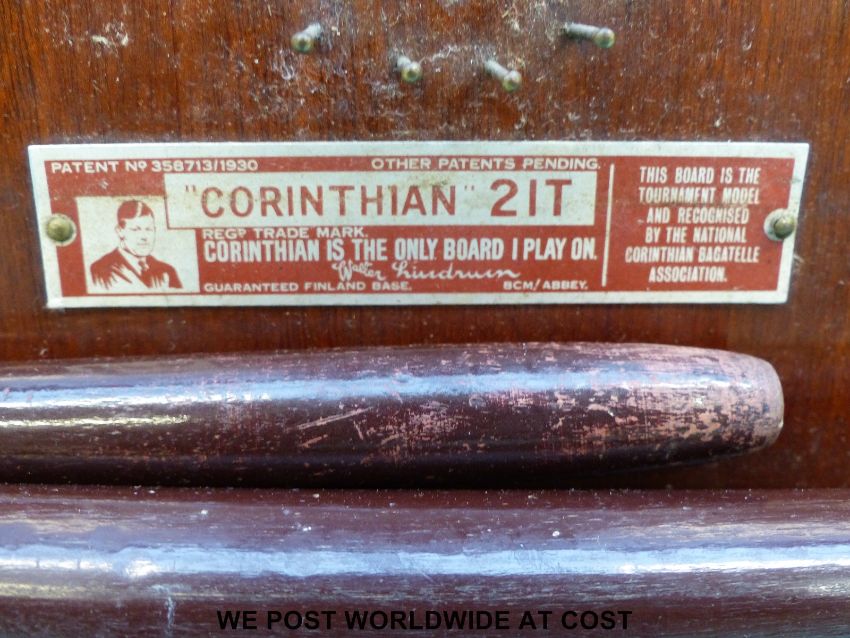 PATENT Nº 358713/1930 OTHER PATENTS PENDING.
"CORINTHIAN" 21T
REGD TRADE MARK.
CORINTHIAN IS THE ONLY BOARD I PLAY ON.
Walter Lindrum
GUARANTEED FINLAND BASE. BCM/ABBEY.
THIS BOARD IS THE
TOURNAMENT MODEL
AND RECOGNISED
BY THE NATIONAL
CORINTHIAN BAGATELLE
ASSOCIATION.
WE POST WORLDWIDE AT COST